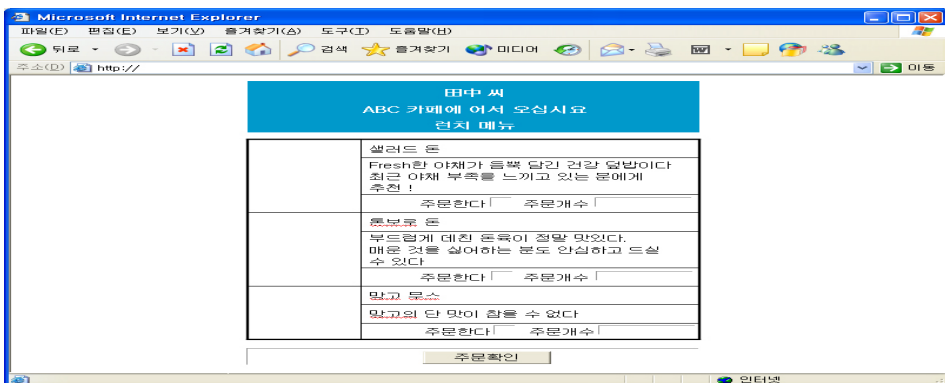 Microsoft Internet Explorer
파일(F) 편집(E) 보기(V) 즐겨찾기(A) 도구(T) 도움말(H)
뒤로 검색 즐겨찾기 미디어
주소(D) http:// 이동
田中 씨
ABC 카페에 어서 오십시요
런치 메뉴
샐러드 돈
Fresh한 야채가 듬뿍 담긴 건강 덮밥이다
최근 야채 부족를 느끼고 있는 분에게
추천 !
주문한다 주문개수
톤보로 돈
부드럽게 데친 돈육이 정말 맛있다.
매운 것을 싫어하는 분도 안심하고 드실
수 있다
주문한다 주문개수
망고 뭇스
망고의 단 맛이 참을 수 없다
주문한다 주문개수
주문확인
인터넷